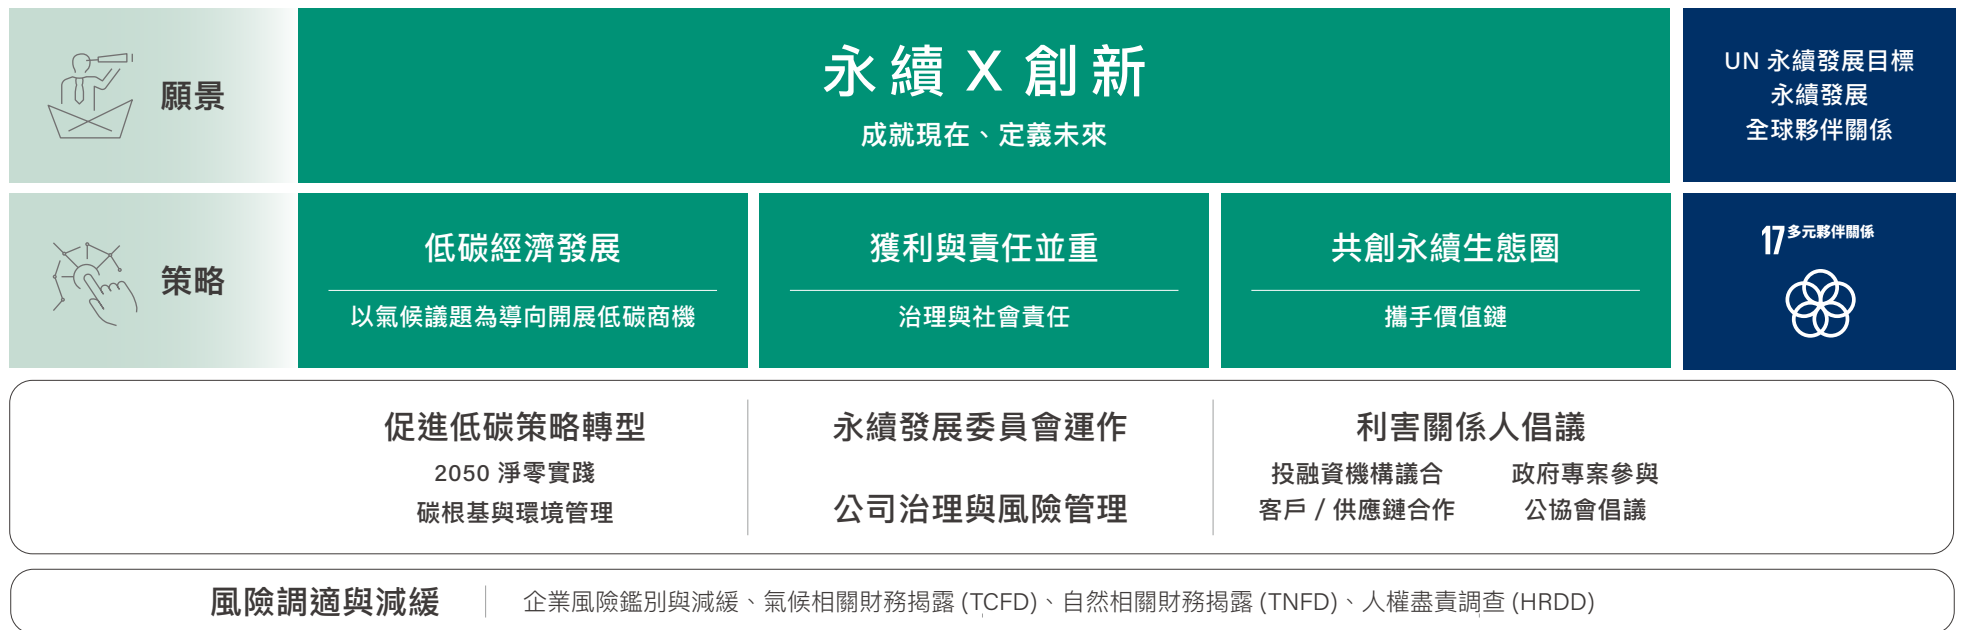 願景
永續 X 創新
成就現在、定義未來
UN 永續發展目標
永續發展
全球夥伴關係
策略
低碳經濟發展
以氣候議題為導向開展低碳商機
獲利與責任並重
治理與社會責任
共創永續生態圈
攜手價值鏈
17 多元夥伴關係
促進低碳策略轉型
2050 淨零實踐
碳根基與環境管理
永續發展委員會運作
公司治理與風險管理
利害關係人倡議
投融資機構議合
客戶 / 供應鏈合作
政府專案參與
公協會倡議
風險調適與減緩
企業風險鑑別與減緩、氣候相關財務揭露 (TCFD)、自然相關財務揭露 (TNFD)、人權盡責調查 (HRDD)